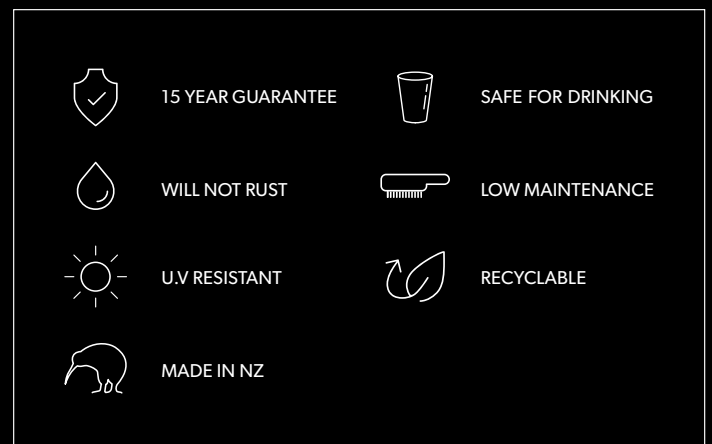 15 YEAR GUARANTEE
SAFE FOR DRINKING
WILL NOT RUST
LOW MAINTENANCE
U.V RESISTANT
RECYCLABLE
MADE IN NZ